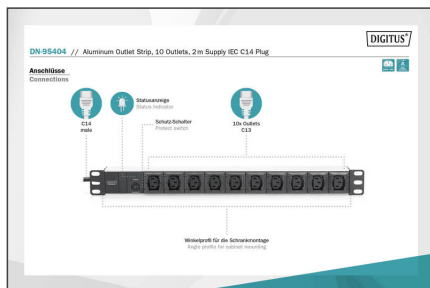 DIGITUS®
DN-95404 // Aluminum Outlet Strip, 10 Outlets, 2 m Supply IEC C14 Plug
Anschlüsse
Connections
C14
male
Statusanzeige
Status indicator
Schutz-Schalter
Protect switch
10x Outlets
C13
Winkelprofil für die Schrankmontage
Angle profile for cabinet mounting